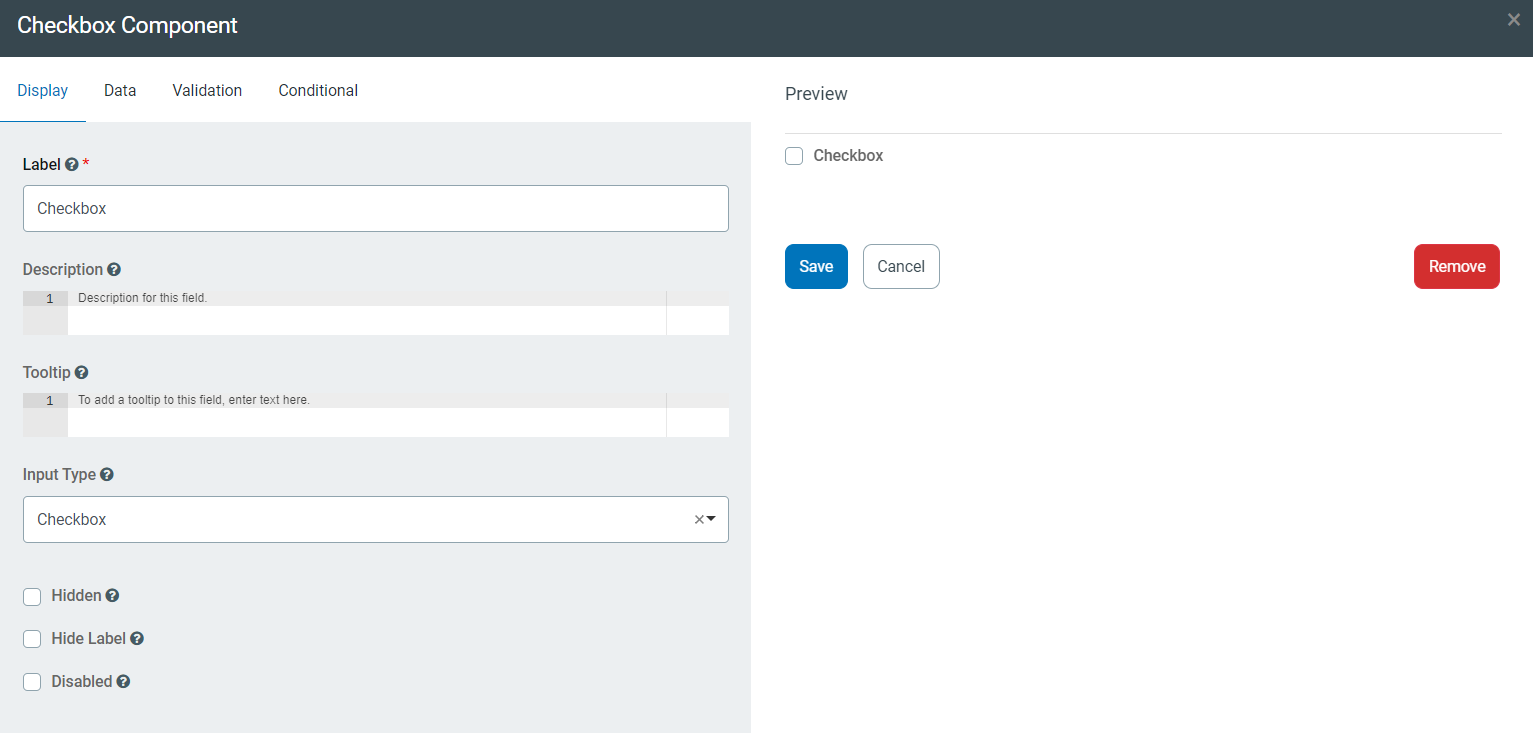 Checkbox Component
Display Data Validation Conditional
Label *
Checkbox
Description
1 Description for this field.
Tooltip
1 To add a tooltip to this field, enter text here.
Input Type
Checkbox
Hidden
Hide Label
Disabled
Preview
Checkbox
Save Cancel Remove